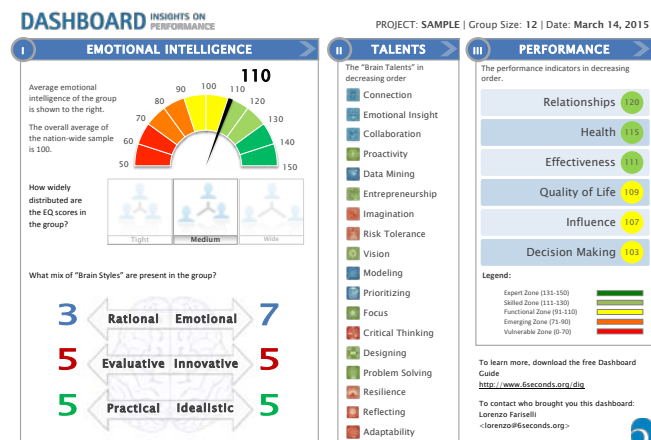 DASHBOARD INSIGHTS ON PERFORMANCE
PROJECT: SAMPLE | Group Size: 12 | Date: March 14, 2015
I
EMOTIONAL INTELLIGENCE
110
Average emotional
intelligence of the group
is shown to the right.
The overall average of
the nation-wide sample
is 100.
50
60
70
80
90
100
110
120
130
140
150
How widely
distributed are
the EQ scores in
the group?
Tight
Medium
Wide
What mix of "Brain Styles" are present in the group?
3 Rational Emotional 7
5 Evaluative Innovative 5
5 Practical Idealistic 5
II
TALENTS
The "Brain Talents" in
decreasing order
Connection
Emotional Insight
Collaboration
Proactivity
Data Mining
Entrepreneurship
Imagination
Risk Tolerance
Vision
Modeling
Prioritizing
Focus
Critical Thinking
Designing
Problem Solving
Resilience
Reflecting
Adaptability
III
PERFORMANCE
The performance indicators in decreasing
order.
Relationships 120
Health 115
Effectiveness 111
Quality of Life 109
Influence 107
Decision Making 103
Legend:
Expert Zone (131-150)
Skilled Zone (111-130)
Functional Zone (91-110)
Emerging Zone (71-90)
Vulnerable Zone (0-70)
To learn more, download the free Dashboard
Guide
http://www.6seconds.org/dig
To contact who brought you this dashboard:
Lorenzo Fariselli
<lorenzo@6seconds.org>